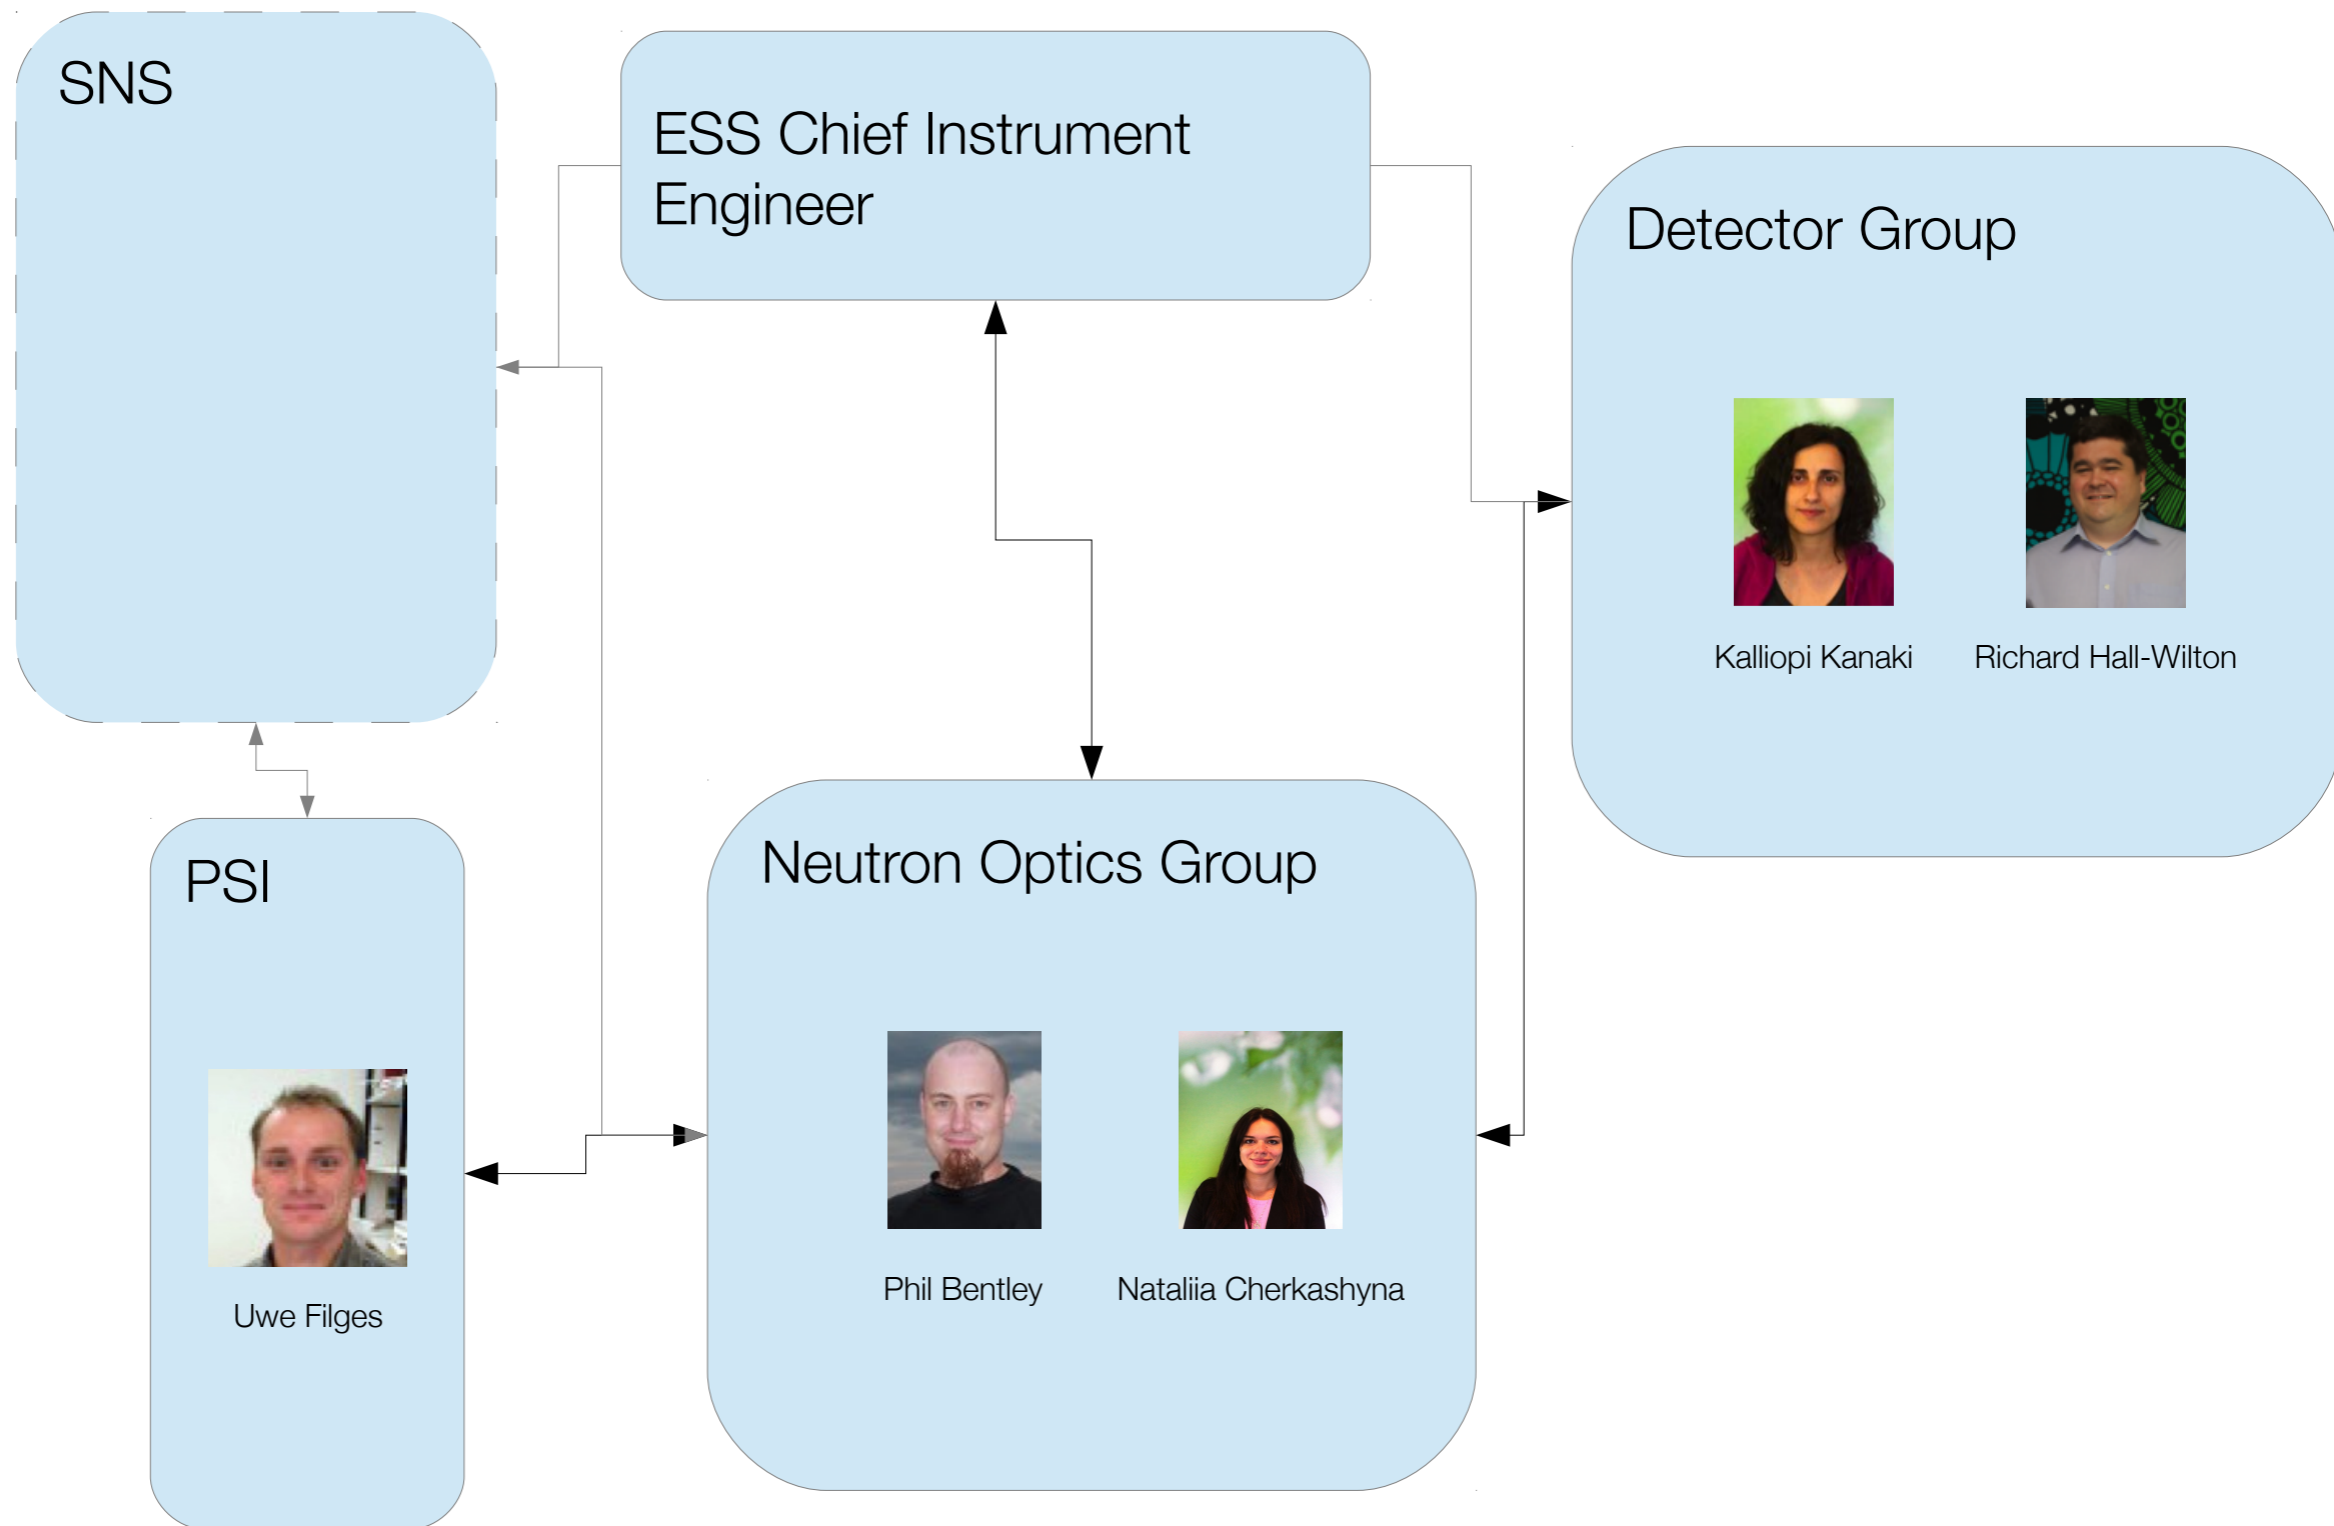 SNS
ESS Chief Instrument
Engineer
Detector Group
Kalliopi Kanaki
Richard Hall-Wilton
PSI
Uwe Filges
Neutron Optics Group
Phil Bentley
Nataliia Cherkashyna